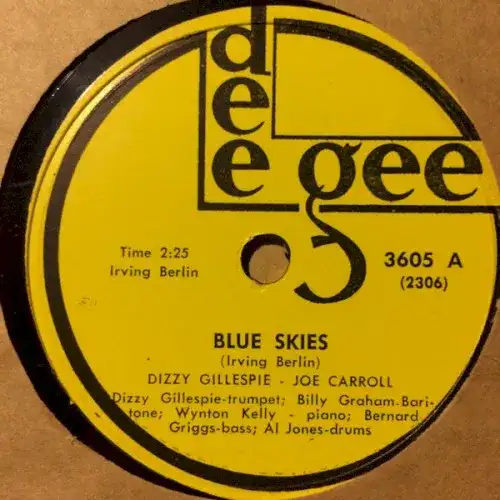 dee gee
Time 2:25
Irving Berlin
3605 A
(2306)
BLUE SKIES
(Irving Berlin)
DIZZY GILLESPIE - JOE CARROLL
Dizzy Gillespie-trumpet; Billy Graham-Bari-
tone; Wynton Kelly - piano; Bernard
Griggs-bass; Al Jones-drums